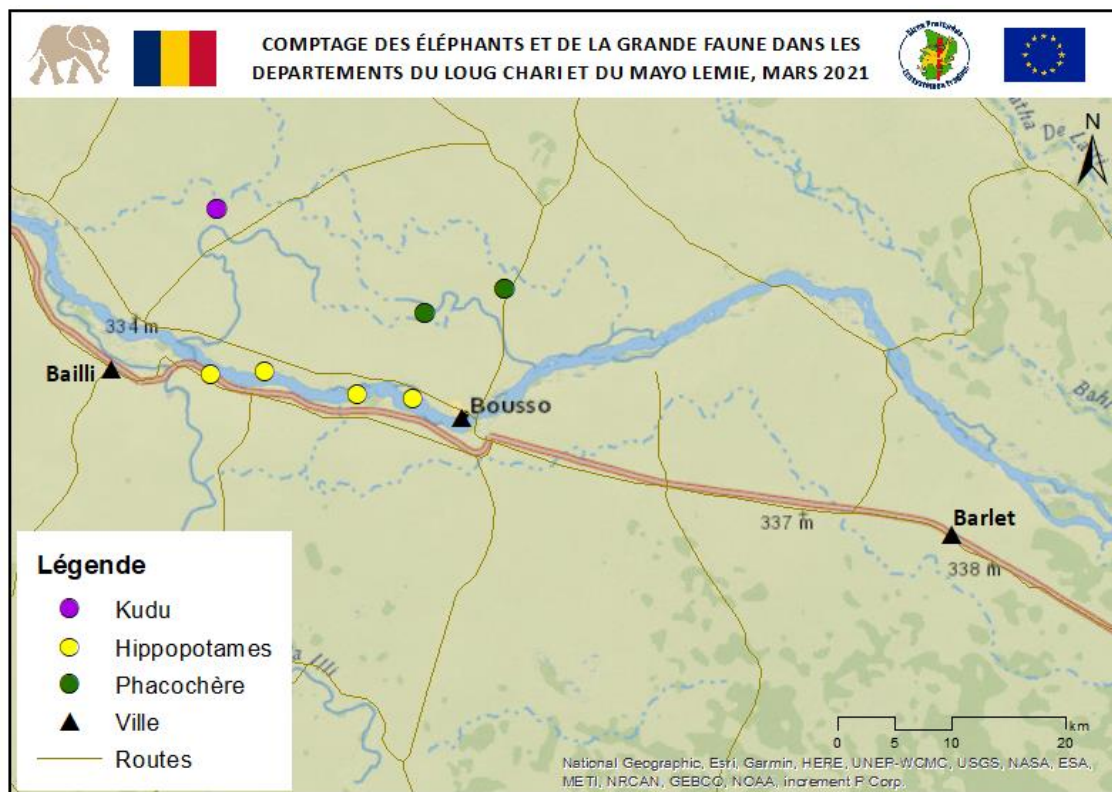 COMPTAGE DES ÉLÉPHANTS ET DE LA GRANDE FAUNE DANS LES
DEPARTEMENTS DU LOUG CHARI ET DU MAYO LEMIE, MARS 2021
N
334 m
Bailli
Bousso
Bahr
337 m
Barlet
338 m
Légende
Kudu
Hippopotames
Phacochère
Ville
Routes
km
0 5 10 20
National Geographic, Esri, Garmin, HERE, UNEP-WCMC, USGS, NASA, ESA,
METI, NRCAN, GEBCO, NOAA, increment P Corp.